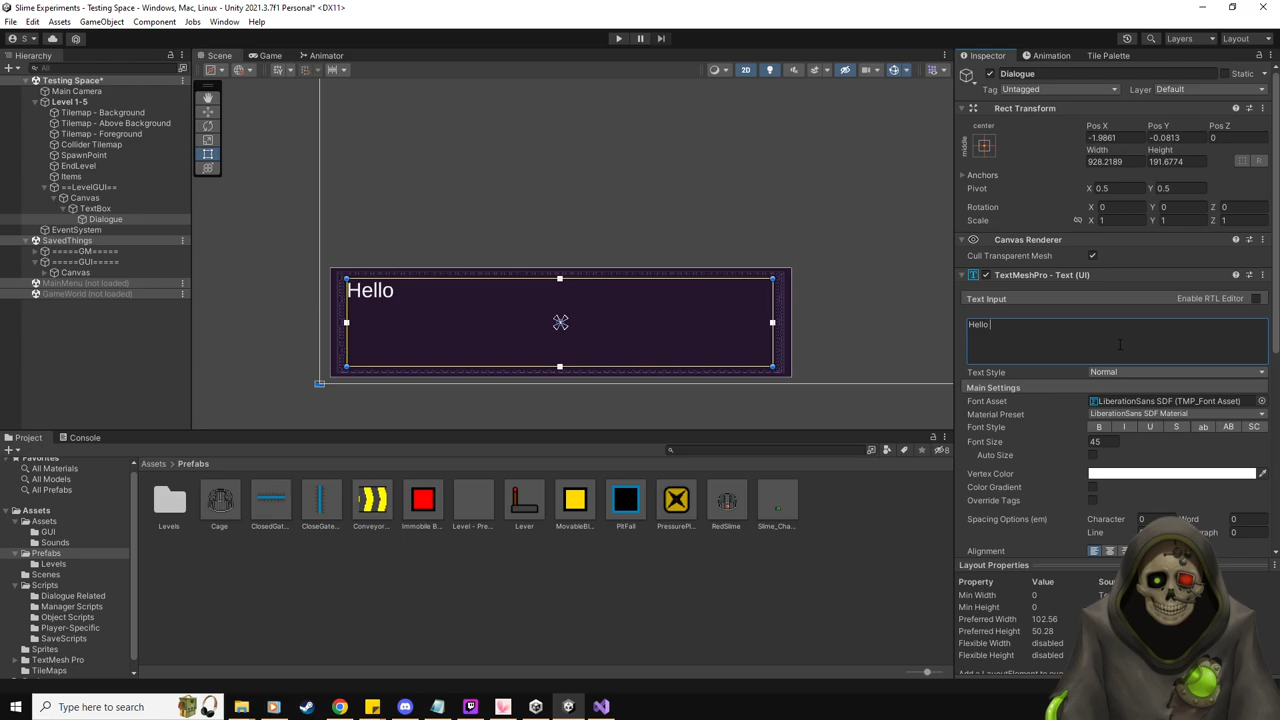 Slime Experiments - Testing Space - Windows, Mac, Linux - Unity 2021.3.7f1 Personal* <DX11>
File Edit Assets GameObject Component Jobs Window Help
S Layers Layout
Hierarchy Scene Game Animator Inspector Animation Tile Palette
All 2D
Testing Space*
Main Camera
Level 1-5
Tilemap - Background
Tilemap - Above Background
Tilemap - Foreground
Collider Tilemap
SpawnPoint
EndLevel
Items
==LevelGUI==
Canvas
TextBox
Dialogue
EventSystem
SavedThings
=====GM=====
=====GUI=====
Canvas
MainMenu (not loaded)
GameWorld (not loaded)
Hello
Dialogue Static
Tag Untagged Layer Default
Rect Transform
center Pos X Pos Y Pos Z
middle -1.9861 -0.0813 0
Width Height
928.2189 191.6774 R
Anchors
Pivot X 0.5 Y 0.5
Rotation X 0 Y 0 Z 0
Scale X 1 Y 1 Z 1
Canvas Renderer
Cull Transparent Mesh
TextMeshPro - Text (UI)
Text Input Enable RTL Editor
Hello
Text Style Normal
Main Settings
Font Asset LiberationSans SDF (TMP_Font Asset)
Material Preset LiberationSans SDF Material
Font Style B I U S ab AB SC
Font Size 45
Auto Size
Vertex Color
Color Gradient
Override Tags
Spacing Options (em) Character 0 Word 0
Line 0
Alignment
Layout Properties
Property Value
Min Width 0
Min Height 0
Preferred Width 102.56
Preferred Height 50.28
Flexible Width disabled
Flexible Height disabled
Project Console
8
Favorites
All Materials
All Models
All Prefabs
Assets
Assets
GUI
Sounds
Prefabs
Levels
Scenes
Scripts
Dialogue Related
Manager Scripts
Object Scripts
Player-Specific
SaveScripts
Sprites
TextMesh Pro
TileMaps
Assets Prefabs
Levels Cage ClosedGat... CloseGate... Conveyor... Immobile B... Level - Pre... Lever MovableBl... PitFall PressurePl... RedSlime Slime_Cha...
Type here to search